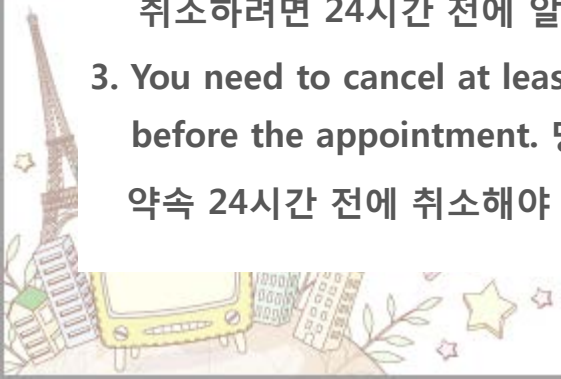 취소하려면 24시간 전에 알
3. You need to cancel at leas
before the appointment.
약속 24시간 전에 취소해야